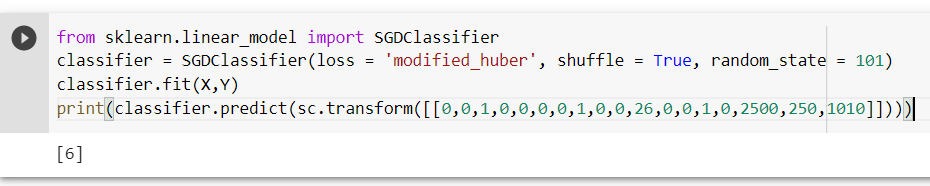 from sklearn.linear_model import SGDClassifier
classifier = SGDClassifier(loss = 'modified_huber', shuffle = True, random_state = 101)
classifier.fit(X,Y)
print(classifier.predict(sc.transform([[0,0,1,0,0,0,0,1,0,0,26,0,0,1,0,2500,250,1010]])))
[6]